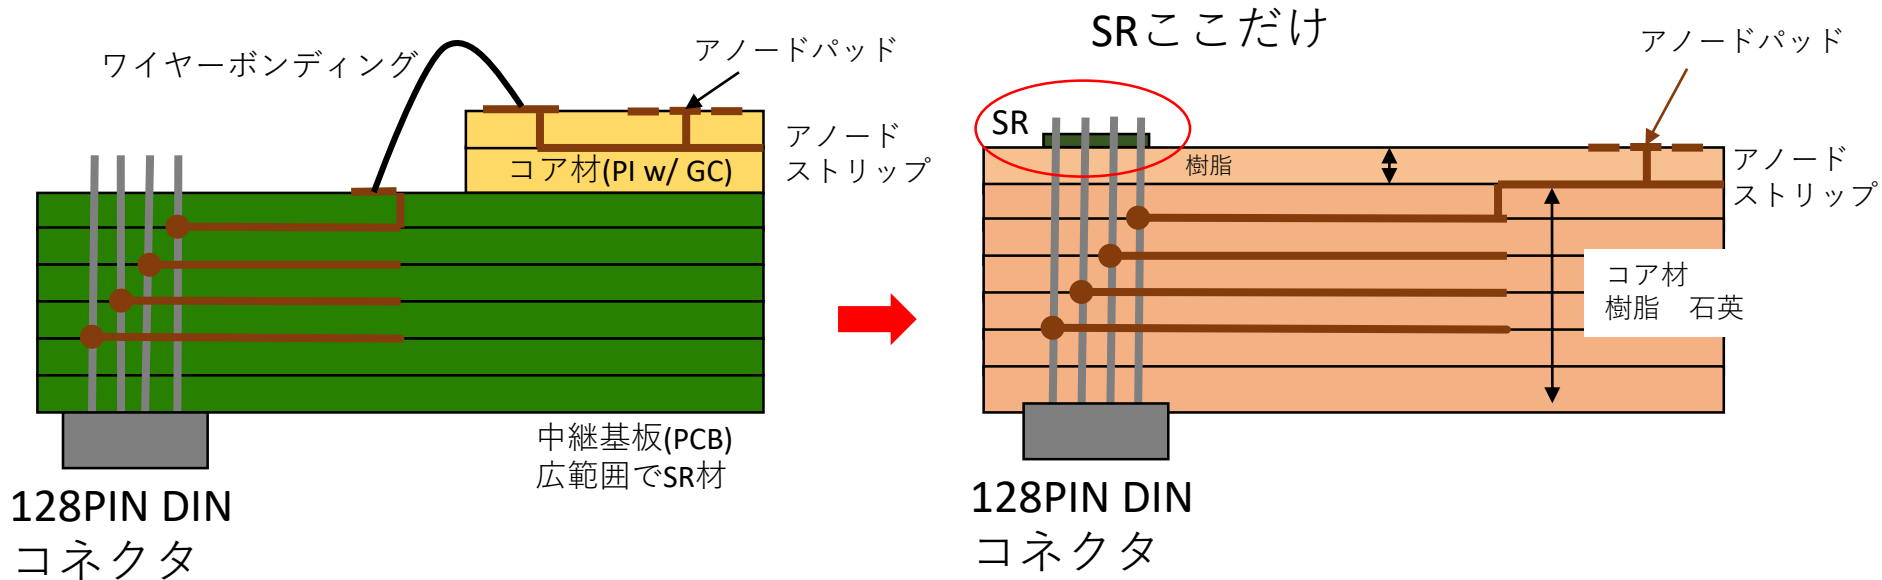 ワイヤーボンディング
アノードパッド
アノード
ストリップ
コア材(PI w/ GC)
中継基板(PCB)
広範囲でSR材
128PIN DIN
コネクタ
SRここだけ
アノードパッド
SR
樹脂
アノード
ストリップ
コア材
樹脂　石英
128PIN DIN
コネクタ